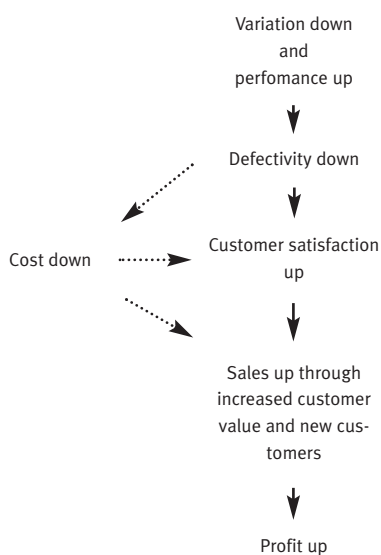 Variation down
and
perfomance up
Defectivity down
Cost down
Customer satisfaction
up
Sales up through
increased customer
value and new cus-
tomers
Profit up